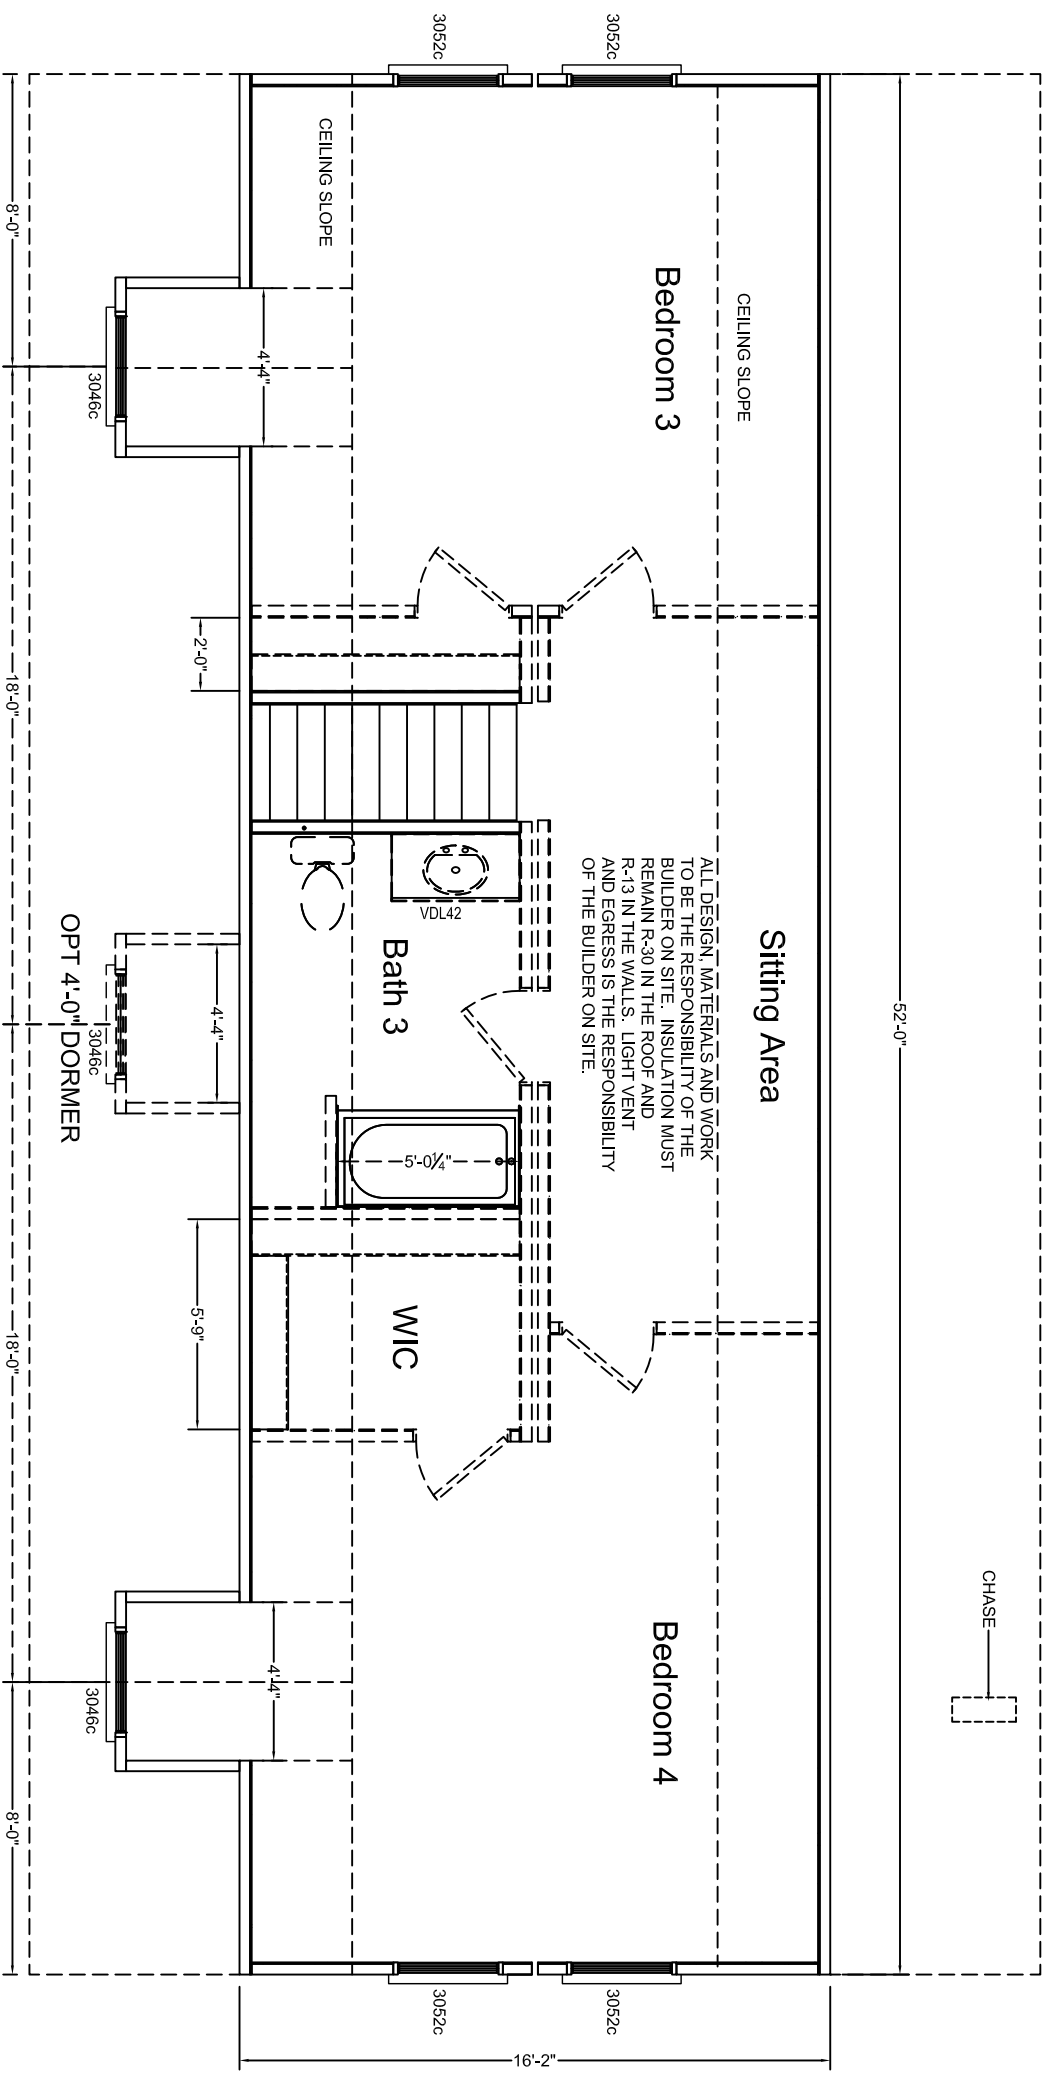 52'-0"
CHASE
3052c
3052c
CEILING SLOPE
Sitting Area
Bedroom 3
Bedroom 4
ALL DESIGN, MATERIALS AND WORK
TO BE THE RESPONSIBILITY OF THE
BUILDER ON SITE. INSULATION MUST
REMAIN R-30 IN THE ROOF AND
R-13 IN THE WALLS. LIGHT VENT
AND EGRESS IS THE RESPONSIBILITY
OF THE BUILDER ON SITE.
3052c
3052c
VDL42
5'-0¼"
Bath 3
WIC
CEILING SLOPE
16'-2"
4'-4"
4'-4"
4'-4"
2'-0"
5'-9"
3046c
3046c
3046c
OPT 4'-0" DORMER
8'-0"
18'-0"
18'-0"
8'-0"